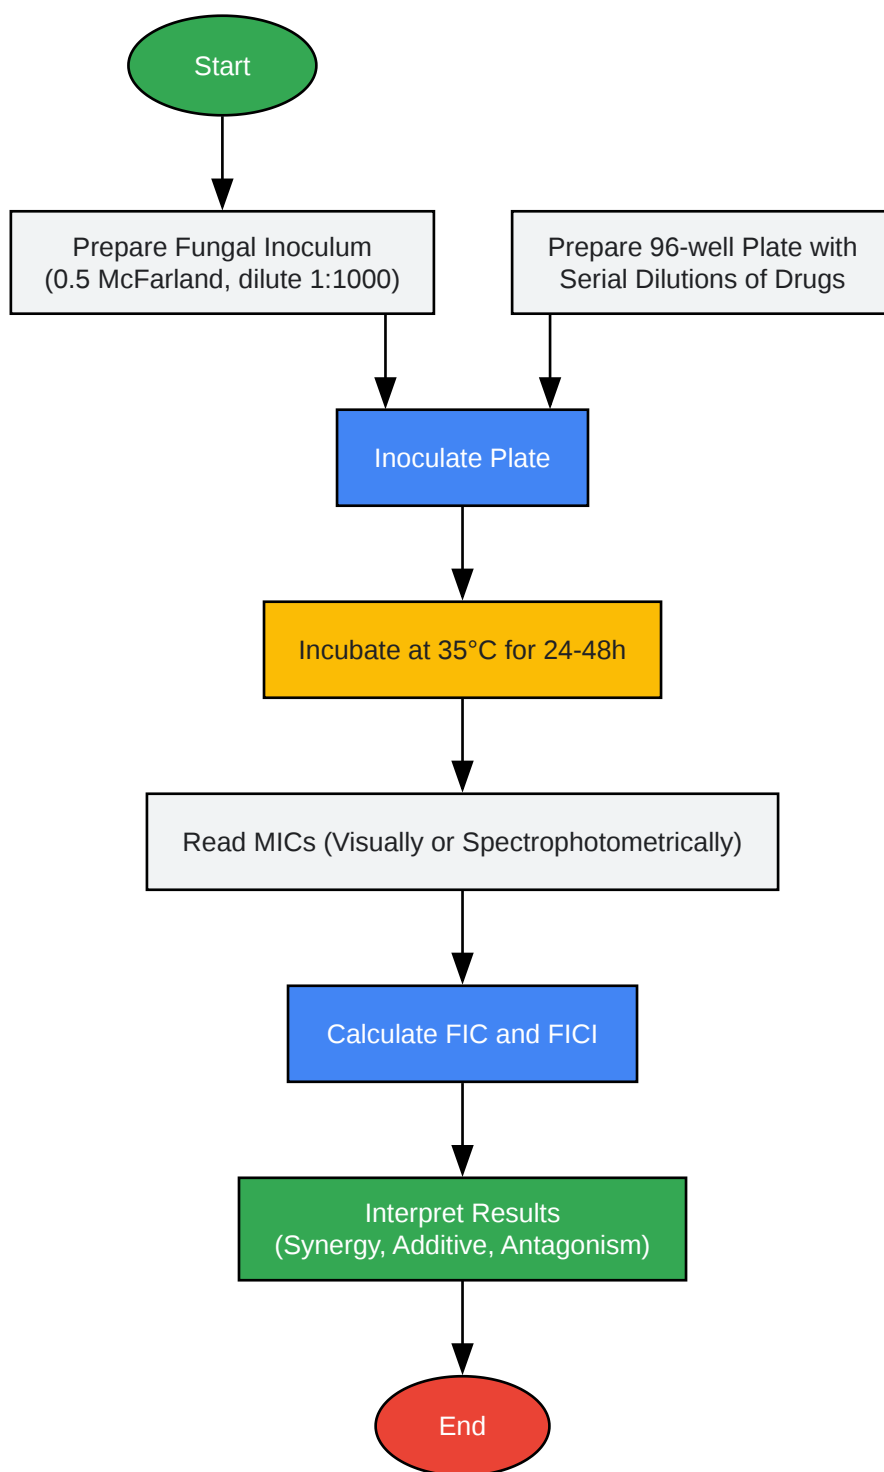 Start
Prepare Fungal Inoculum
(0.5 McFarland, dilute 1:1000)
Prepare 96-well Plate with
Serial Dilutions of Drugs
Inoculate Plate
Incubate at 35°C for 24-48h
Read MICs (Visually or Spectrophotometrically)
Calculate FIC and FICI
Interpret Results
(Synergy, Additive, Antagonism)
End